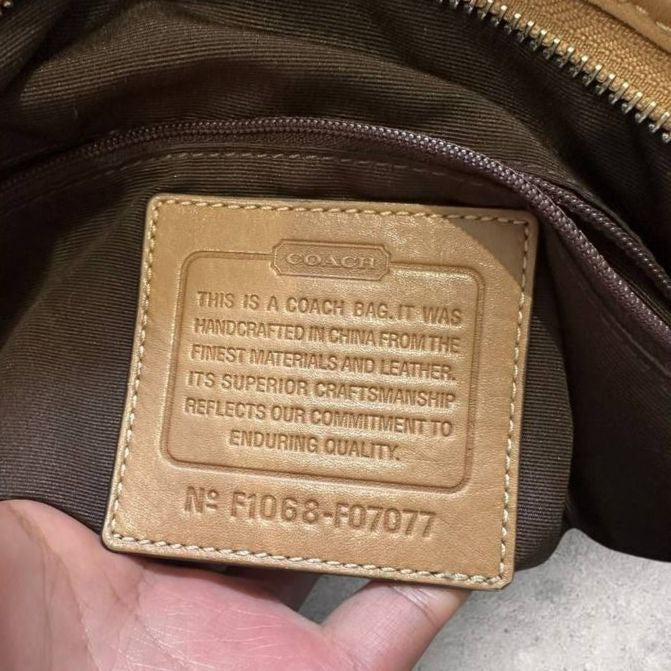 COACH
THIS IS A COACH BAG. IT WAS
HANDCRAFTED IN CHINA FROM THE
FINEST MATERIALS AND LEATHER.
ITS SUPERIOR CRAFTSMANSHIP
REFLECTS OUR COMMITMENT TO
ENDURING QUALITY.
Nº F1068-F07077